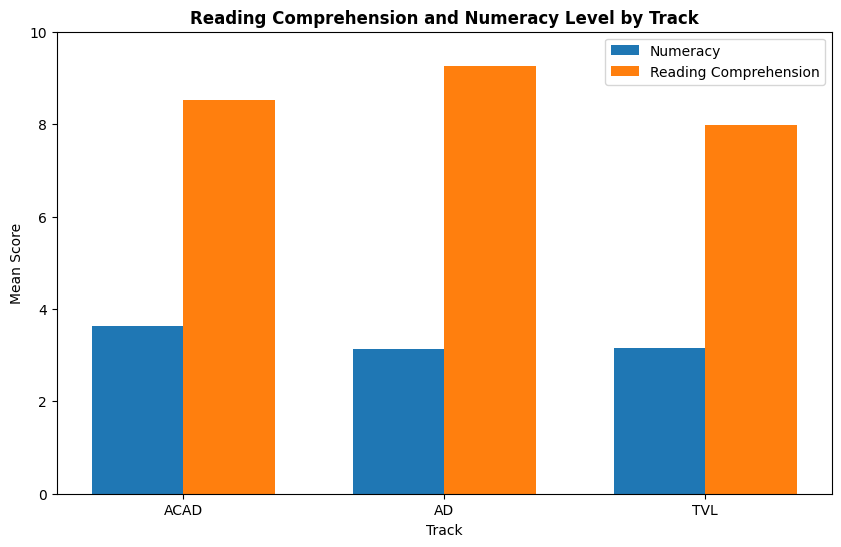 Reading Comprehension and Numeracy Level by Track
Numeracy
Reading Comprehension
10
8
6
4
2
0
Mean Score
ACAD
AD
TVL
Track